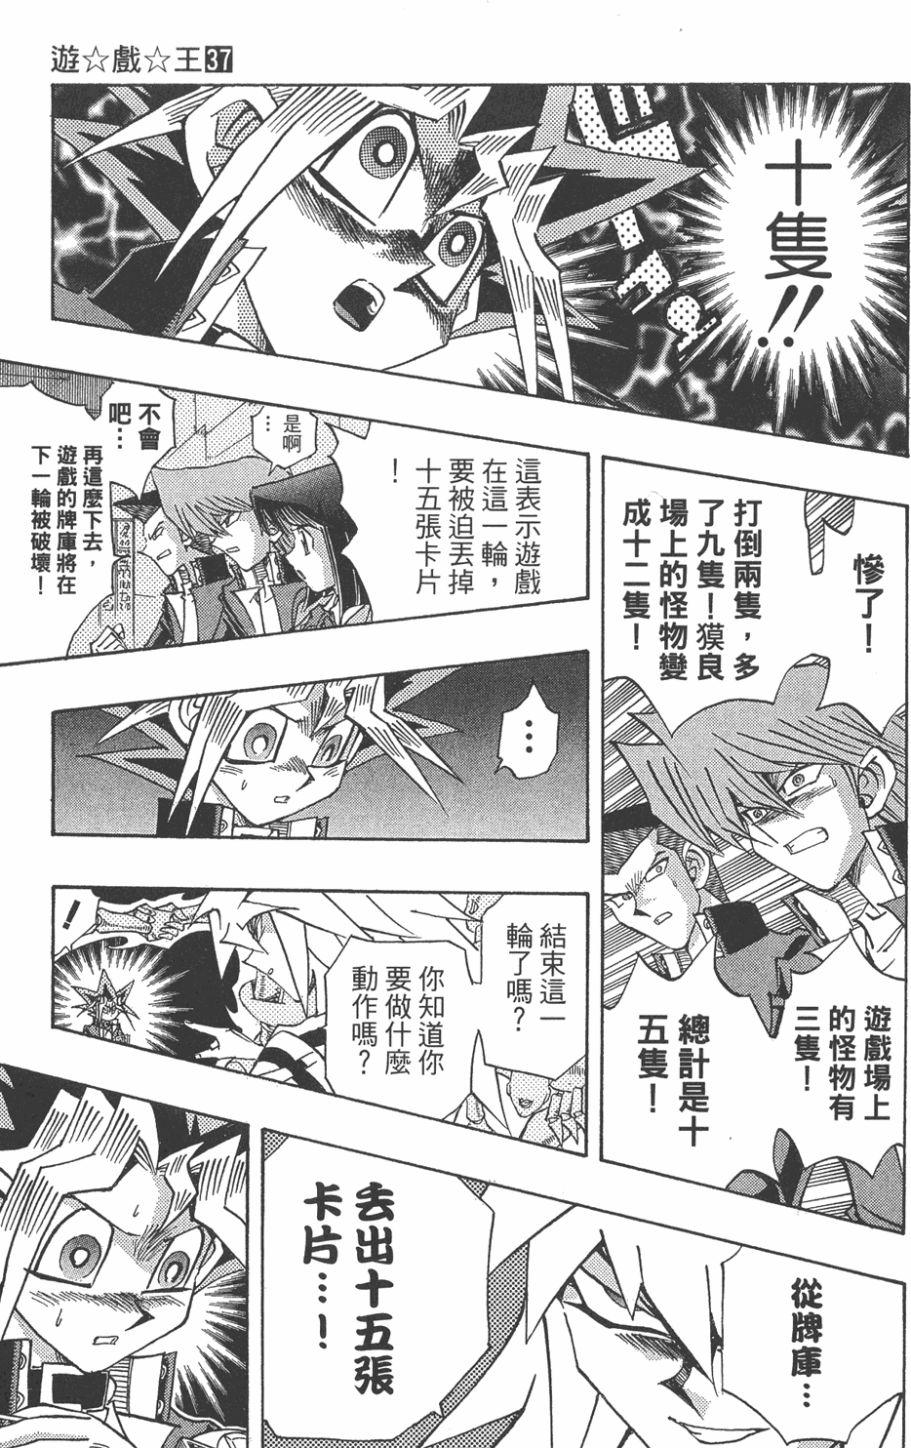 遊☆戲☆王37
十隻!!
慘了！
打倒兩隻，多
了九隻！獏良
場上的怪物變
成十二隻！
遊戲場上
的怪物有
三隻！
總計是十
五隻！
這表示遊戲
在這一輪，
要被迫丟掉
十五張卡片
！
是啊
…
不會
吧…
再這麼下去，
遊戲的牌庫將在
下一輪被破壞！
…
結束這一
輪了嗎？
你知道你
要做什麼
動作嗎？
！
從牌庫…
丟出十五張
卡片…！